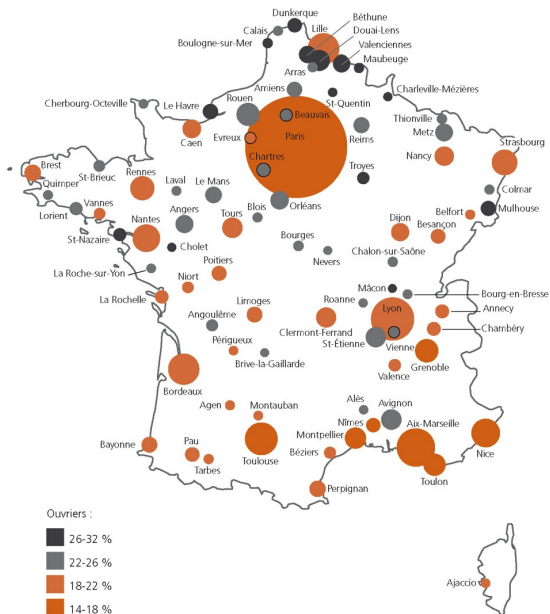 Dunkerque
Béthune
Calais
Lille
Douai-Lens
Boulogne-sur-Mer
Valenciennes
Maubeuge
Arras
Amiens
St-Quentin
Charleville-Mézières
Cherbourg-Octeville
Le Havre
Rouen
Beauvais
Thionville
Caen
Evreux
Paris
Reims
Metz
Strasbourg
Chartres
Nancy
Brest
St-Brieuc
Rennes
Laval
Le Mans
Troyes
Quimper
Colmar
Lorient
Vannes
Angers
Blois
Orléans
Belfort
Mulhouse
Nantes
Tours
Dijon
Besançon
St-Nazaire
Cholet
Bourges
Nevers
Chalon-sur-Saône
La Roche-sur-Yon
Poitiers
Niort
Mâcon
Bourg-en-Bresse
La Rochelle
Roanne
Lyon
Annecy
Limoges
Angoulême
Clermont-Ferrand
Chambéry
St-Étienne
Vienne
Périgueux
Grenoble
Brive-la-Gaillarde
Valence
Bordeaux
Alès
Avignon
Agen
Montauban
Nîmes
Aix-Marseille
Bayonne
Pau
Montpellier
Nice
Tarbes
Toulouse
Béziers
Toulon
Perpignan
Ouvriers :
26-32 %
22-26 %
18-22 %
14-18 %
Ajaccio